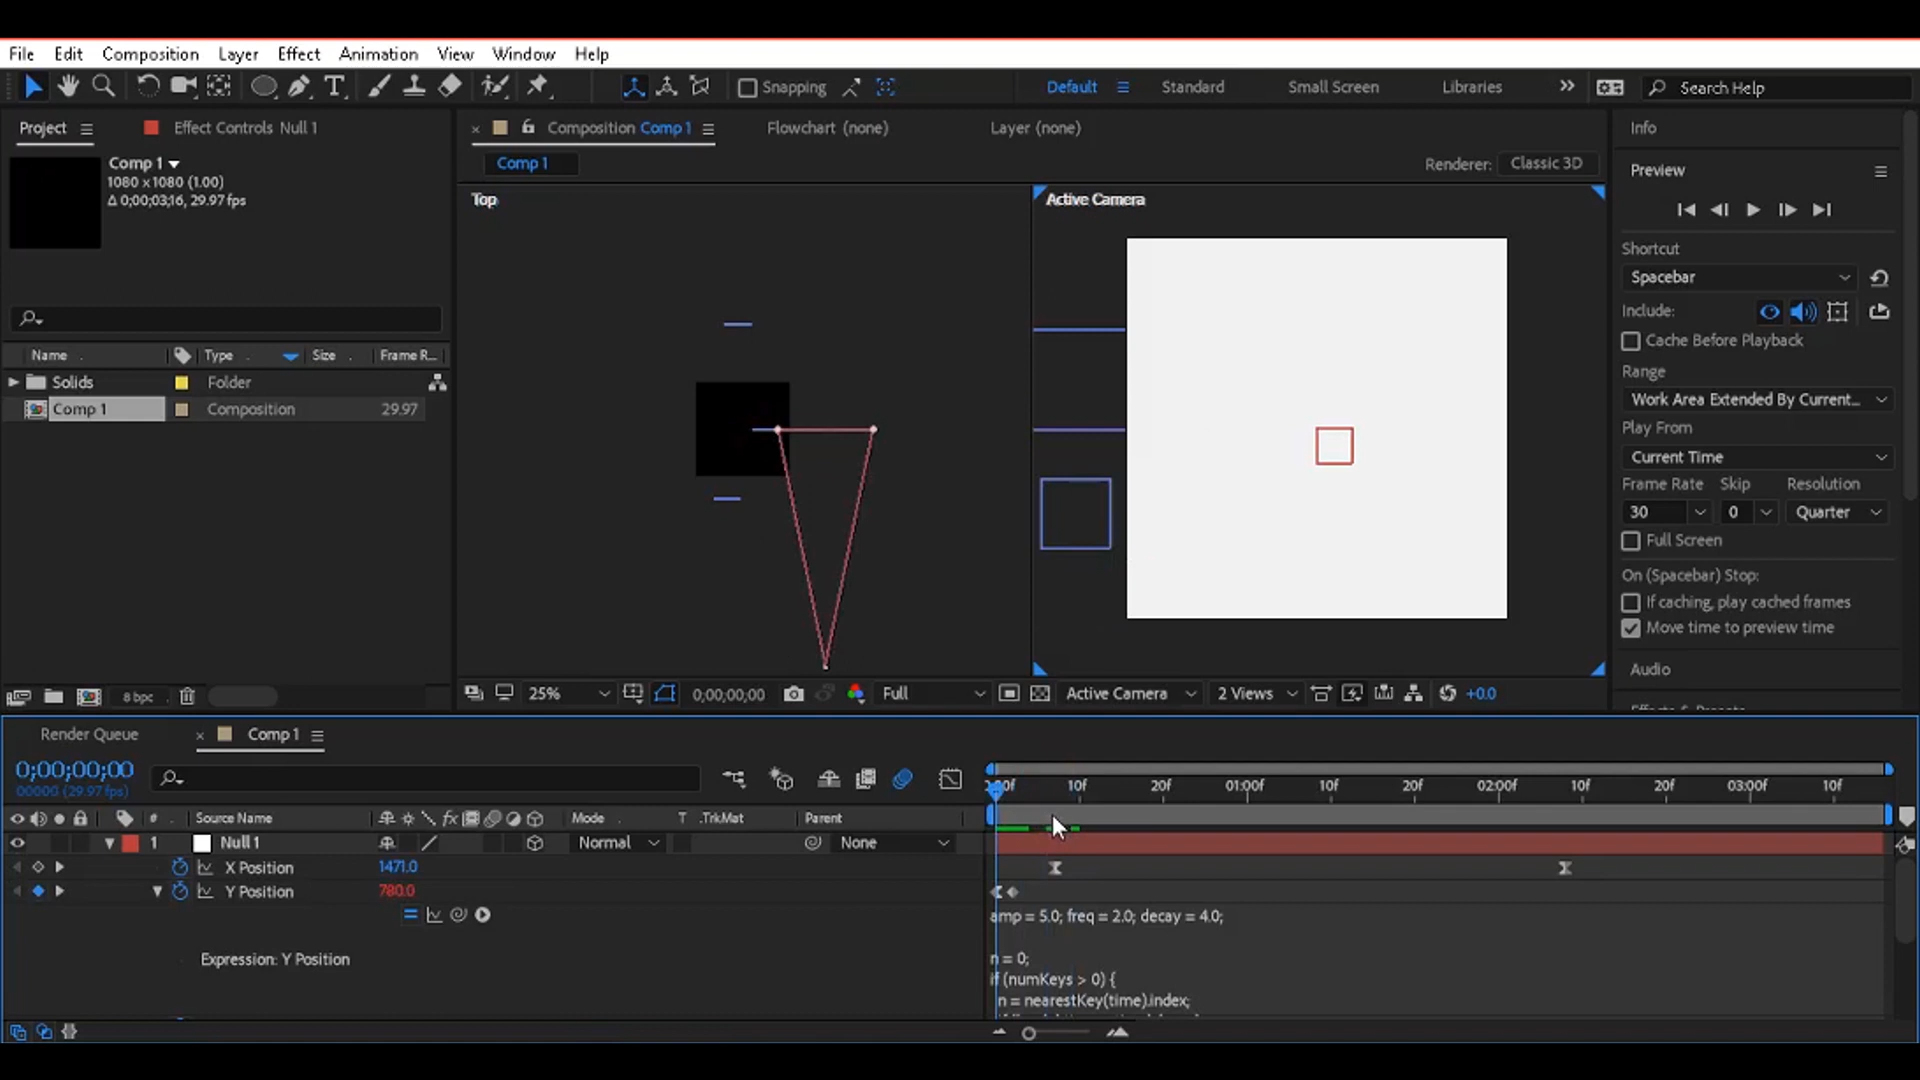 File Edit Composition Layer Effect Animation View Window Help
Snapping
Default Standard Small Screen Libraries Search Help
Project Effect Controls Null 1
Comp 1
1080 x 1080 (1.00)
Δ 0;00;03;16, 29.97 fps
Name Type Size Frame R...
Solids Folder
Comp 1 Composition 29.97
8 bpc
Composition Comp 1 Flowchart (none) Layer (none)
Comp 1
Renderer: Classic 3D
Top
Active Camera
25% 0;00;00;00 Full Active Camera 2 Views +0.0
Info
Preview
Shortcut
Spacebar
Include:
Cache Before Playback
Range
Work Area Extended By Current...
Play From
Current Time
Frame Rate Skip Resolution
30 0 Quarter
Full Screen
On (Spacebar) Stop:
If caching, play cached frames
Move time to preview time
Audio
Render Queue Comp 1
0;00;00;00
00000 (29.97 fps)
10f 20f 01:00f 10f 20f 02:00f 10f 20f 03:00f 10f
# Source Name Mode T .TrkMat Parent
1 Null 1 Normal None
X Position 1471.0
Y Position 780.0
amp = 5.0; freq = 2.0; decay = 4.0;
Expression: Y Position
n = 0;
if (numKeys > 0) {
n = nearestKey(time).index;